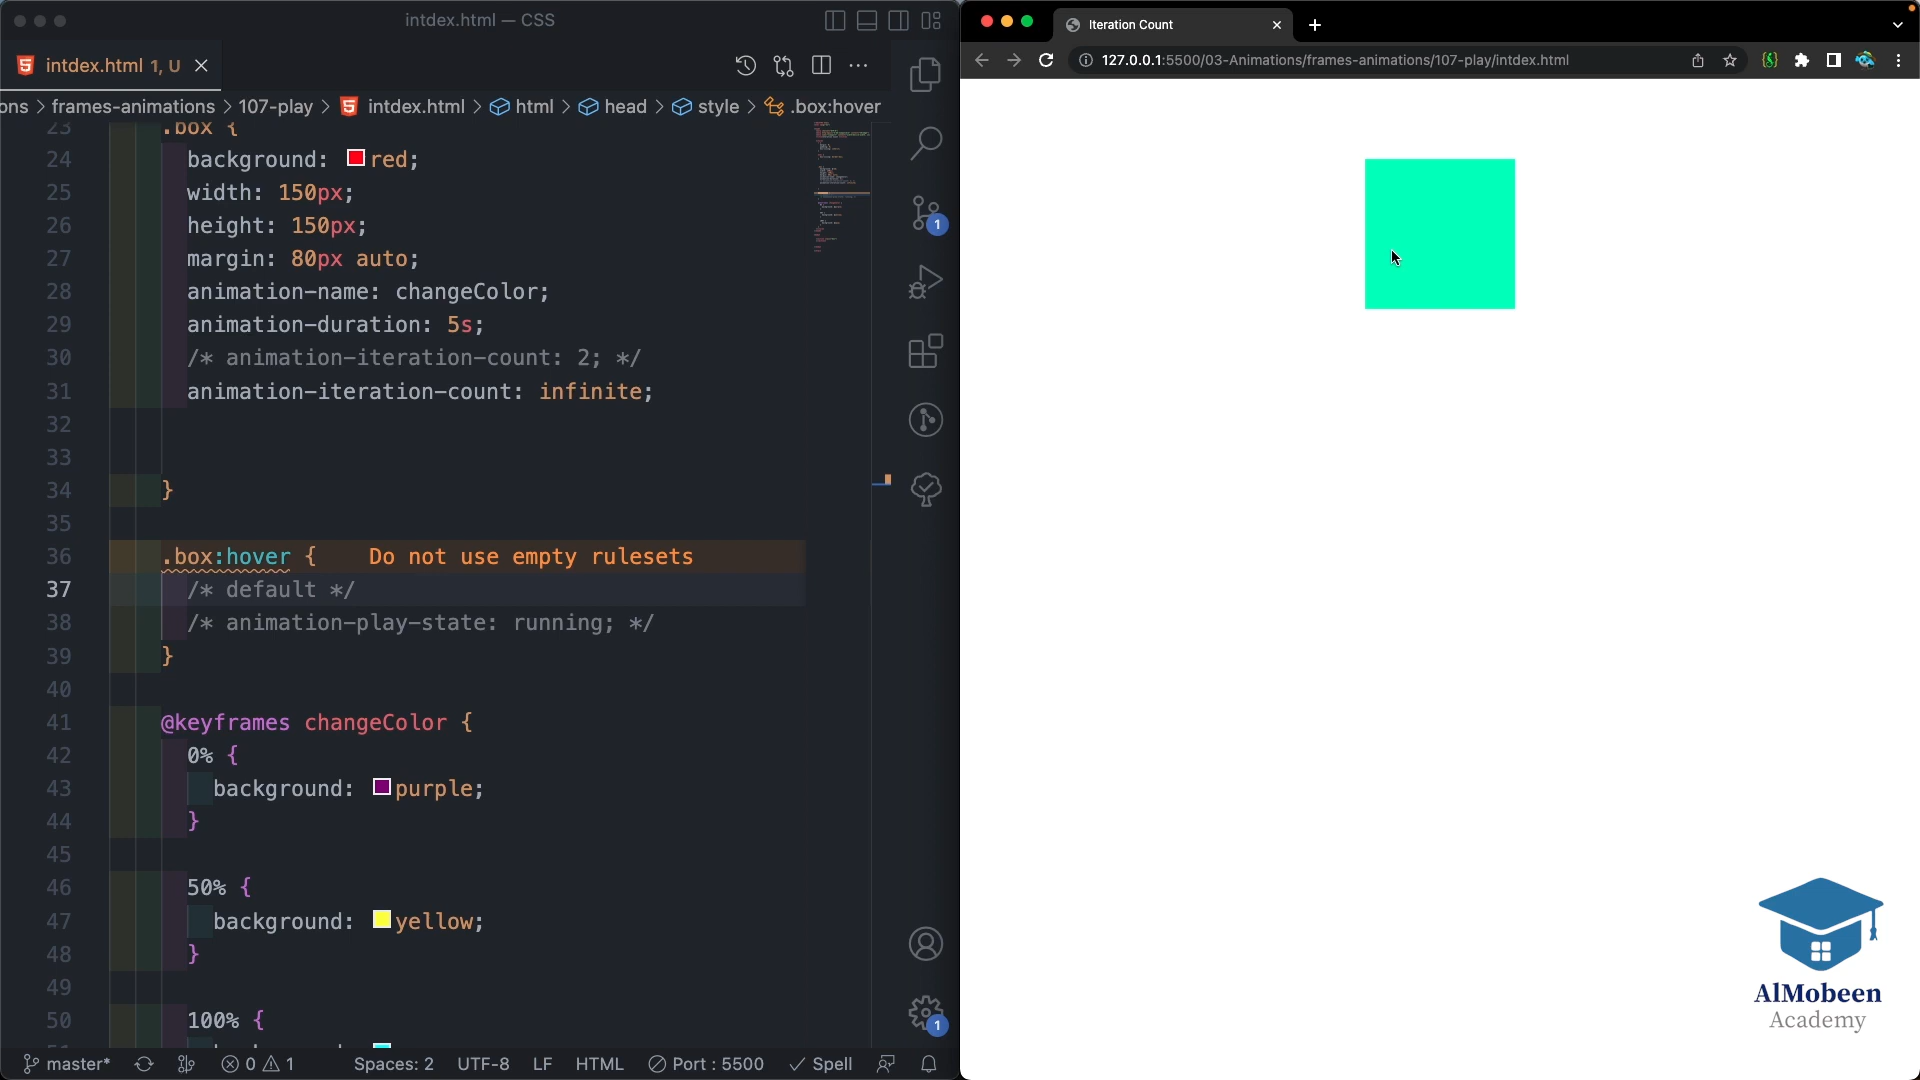 intdex.html — CSS
intdex.html 1, U
ons > frames-animations > 107-play > intdex.html > html > head > style > .box:hover
23 .box {
24 background: red;
25 width: 150px;
26 height: 150px;
27 margin: 80px auto;
28 animation-name: changeColor;
29 animation-duration: 5s;
30 /* animation-iteration-count: 2; */
31 animation-iteration-count: infinite;
32
33
34 }
35
36 .box:hover { Do not use empty rulesets
37 /* default */
38 /* animation-play-state: running; */
39 }
40
41 @keyframes changeColor {
42 0% {
43 background: purple;
44 }
45
46 50% {
47 background: yellow;
48 }
49
50 100% {
1
1
master* 0 1 Spaces: 2 UTF-8 LF HTML Port : 5500 Spell
Iteration Count
127.0.0.1:5500/03-Animations/frames-animations/107-play/intdex.html
AlMobeen
Academy